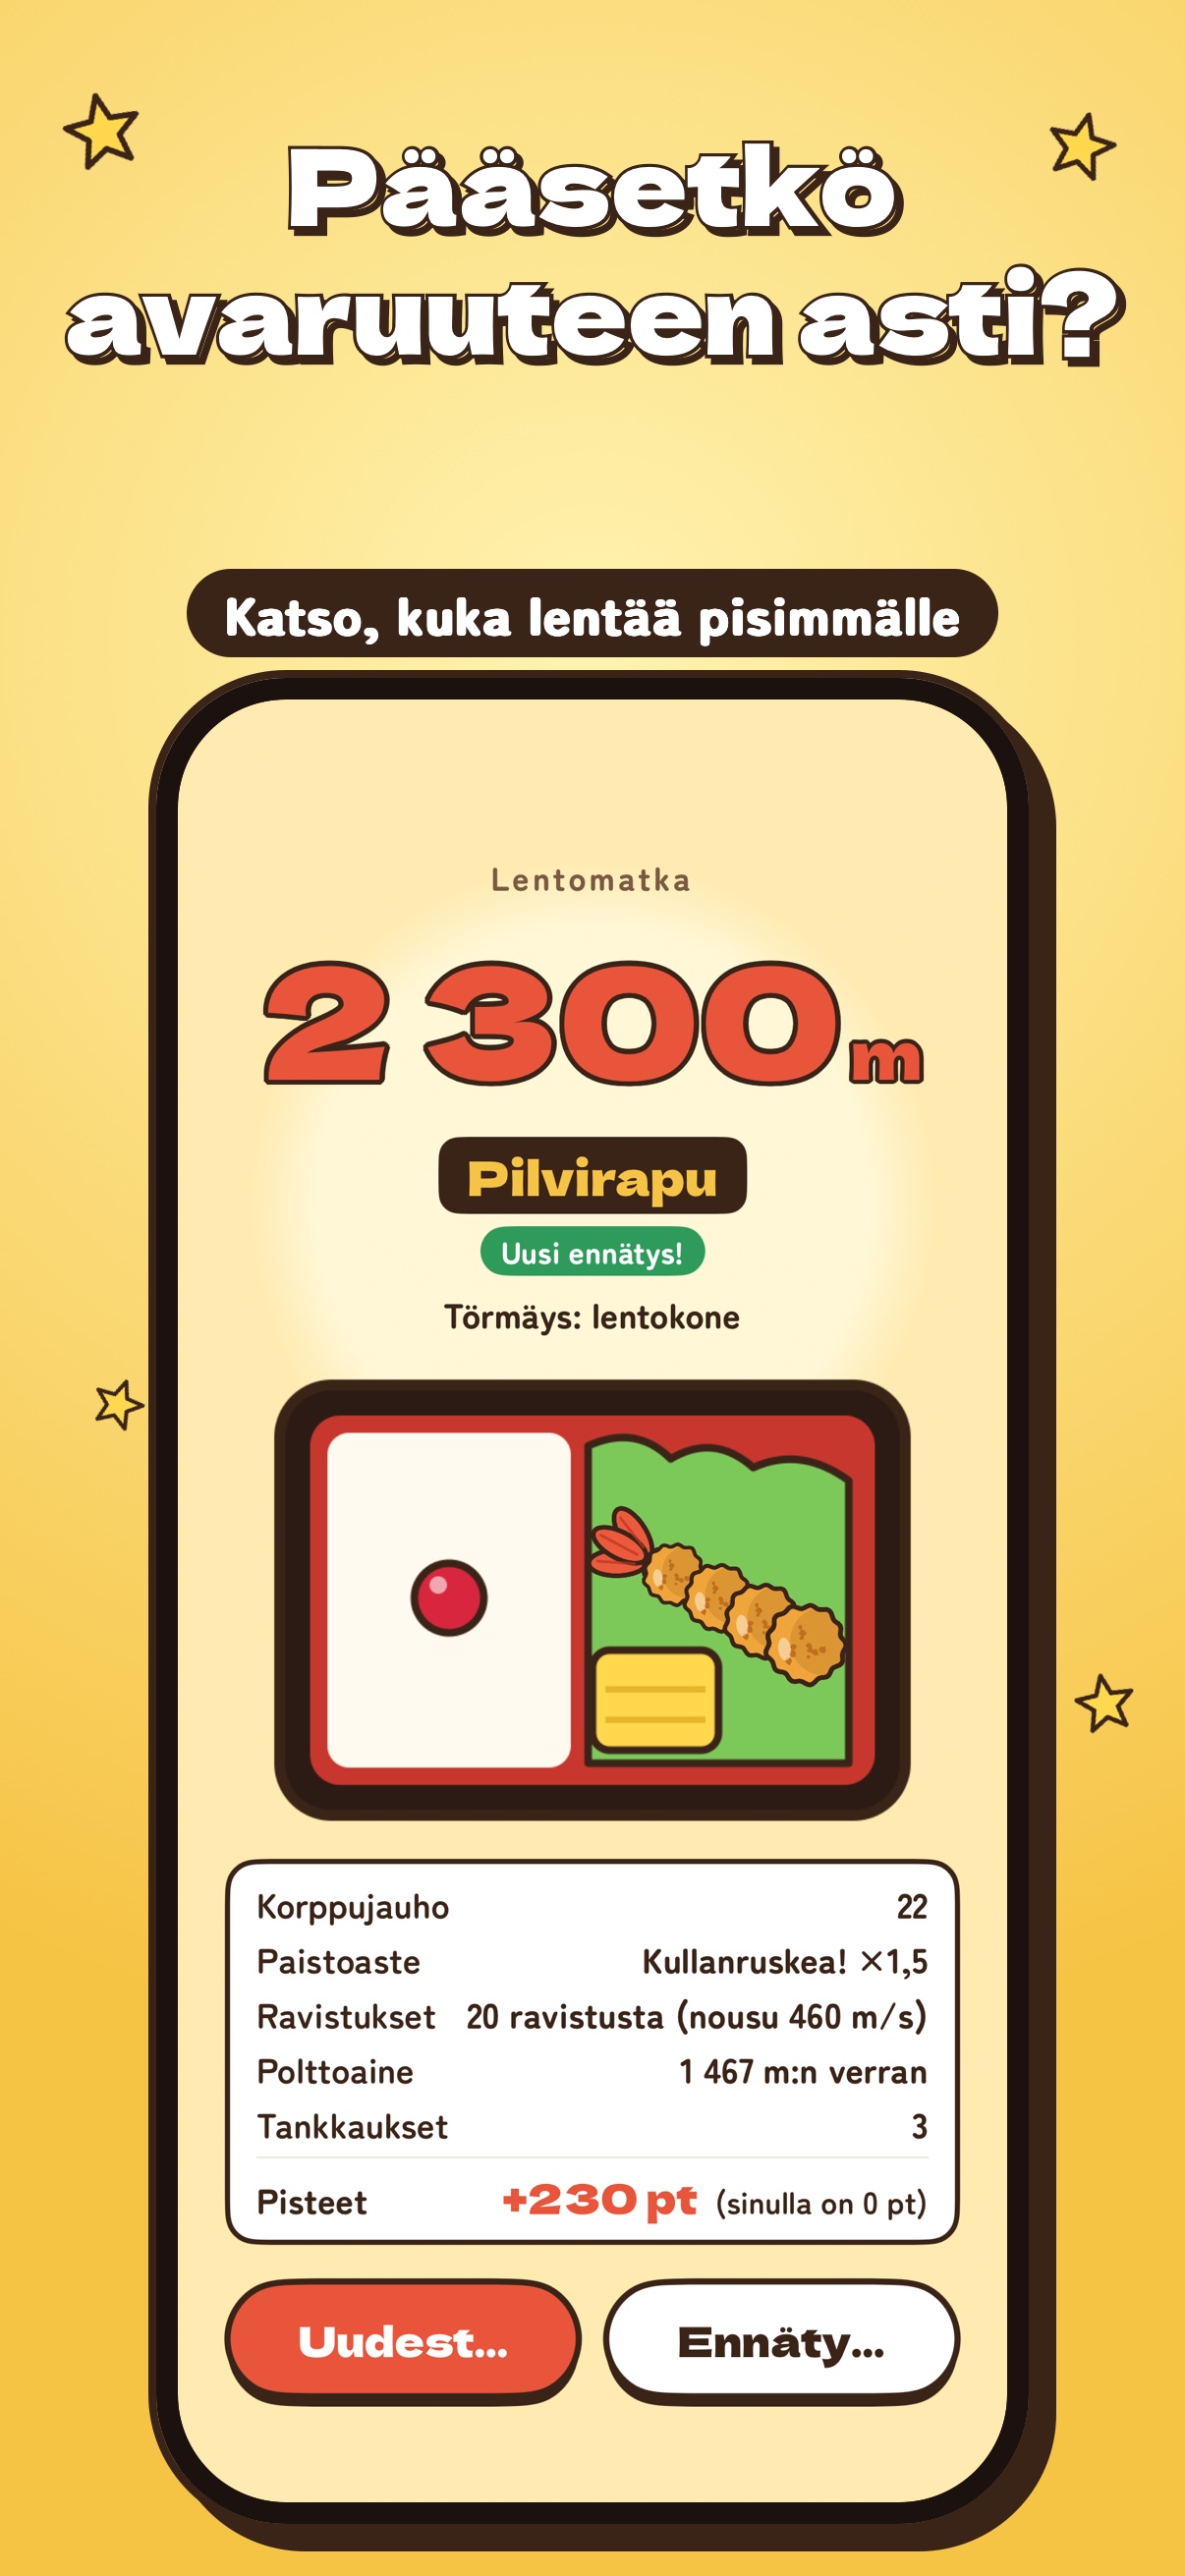 Pääsetkö
avaruuteen asti?
Katso, kuka lentää pisimmälle
Lentomatka
2 300 m
Pilvirapu
Uusi ennätys!
Törmäys: lentokone
Korppujauho 22
Paistoaste Kullanruskea! ×1,5
Ravistukset 20 ravistusta (nousu 460 m/s)
Polttoaine 1 467 m:n verran
Tankkaukset 3
Pisteet +230 pt (sinulla on 0 pt)
Uudest... Ennäty...